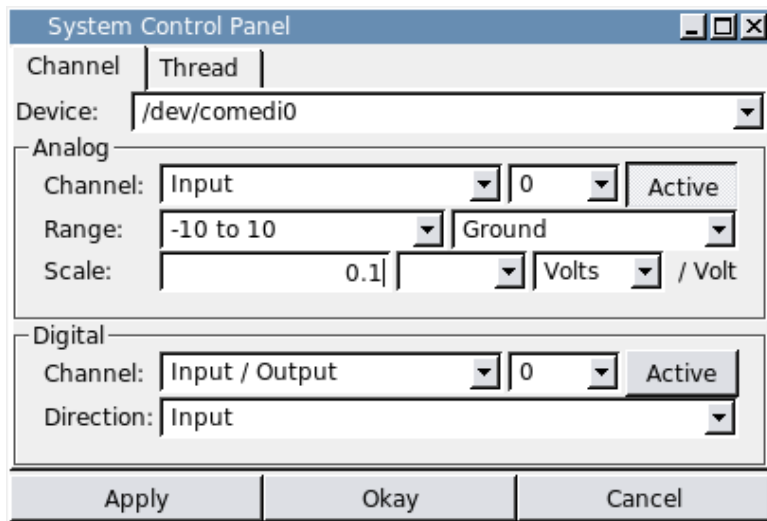 System Control Panel
Channel Thread
Device: /dev/comedi0
Analog
Channel: Input 0 Active
Range: -10 to 10 Ground
Scale: 0.1 Volts / Volt
Digital
Channel: Input / Output 0 Active
Direction: Input
Apply Okay Cancel